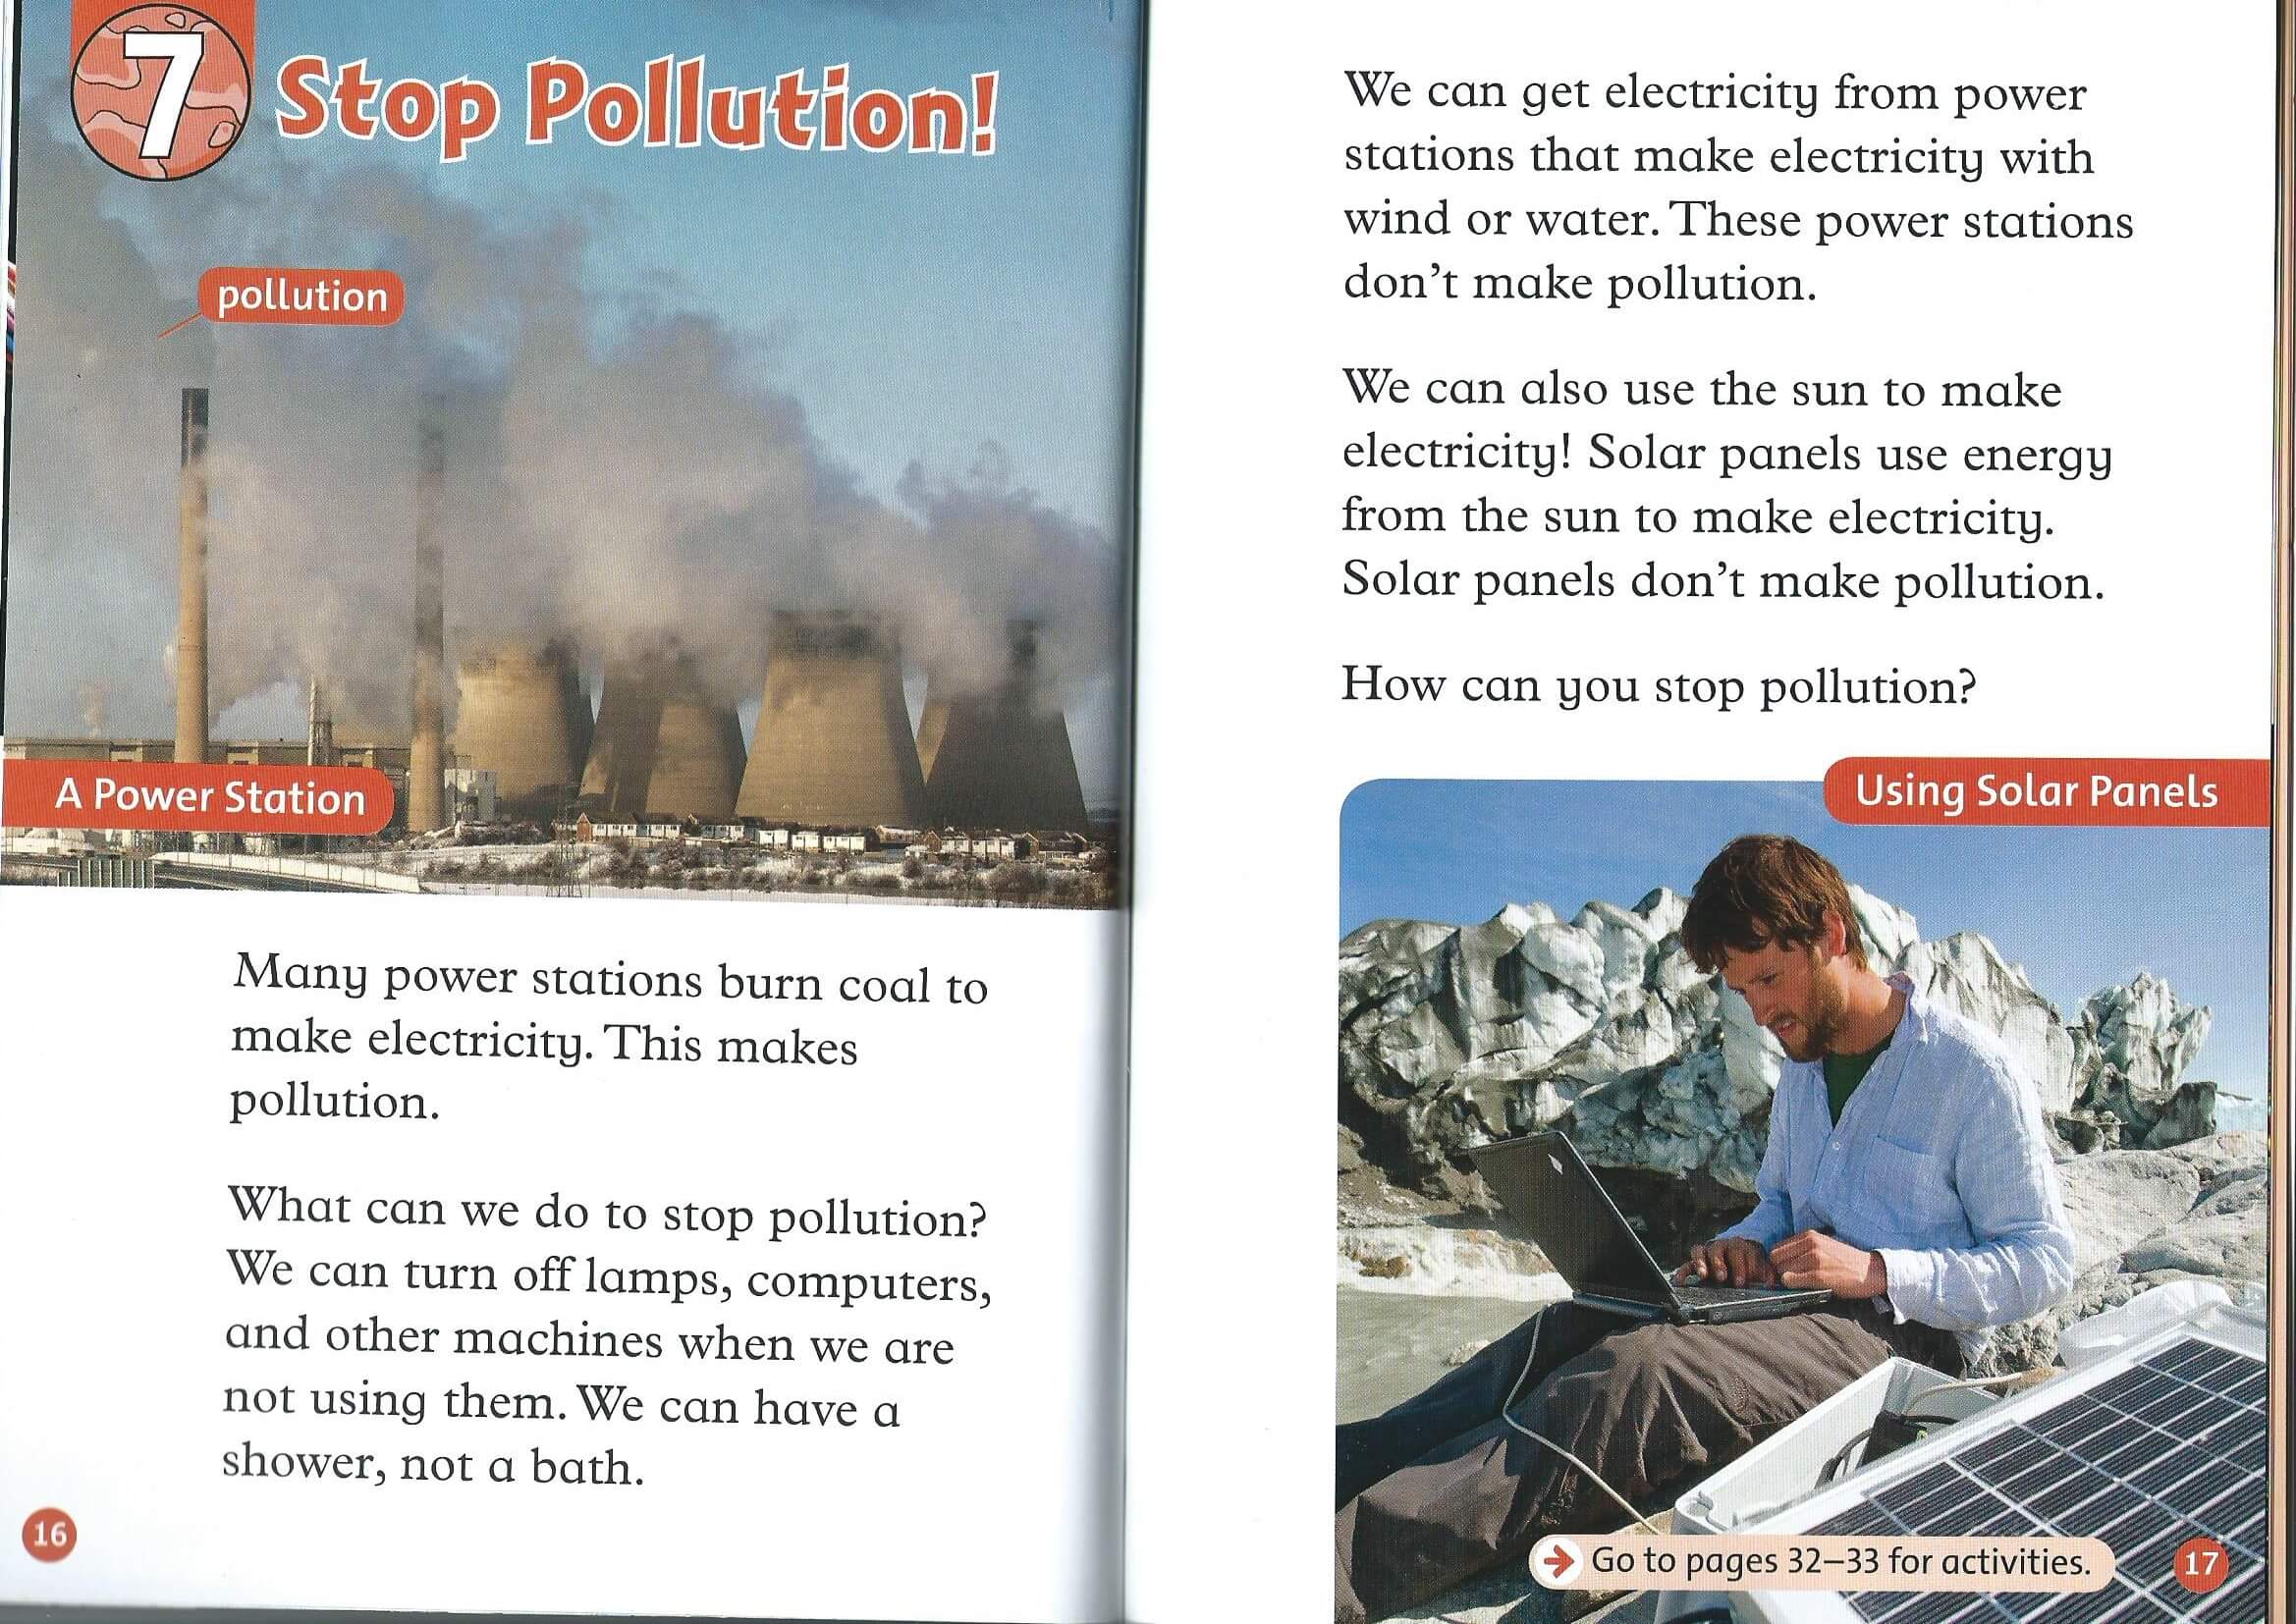 7
Stop Pollution!
pollution
A Power Station
Many power stations burn coal to
make electricity. This makes
pollution.
What can we do to stop pollution?
We can turn off lamps, computers,
and other machines when we are
not using them. We can have a
shower, not a bath.
16
We can get electricity from power
stations that make electricity with
wind or water. These power stations
don't make pollution.
We can also use the sun to make
electricity! Solar panels use energy
from the sun to make electricity.
Solar panels don't make pollution.
How can you stop pollution?
Using Solar Panels
Go to pages 32–33 for activities.
17